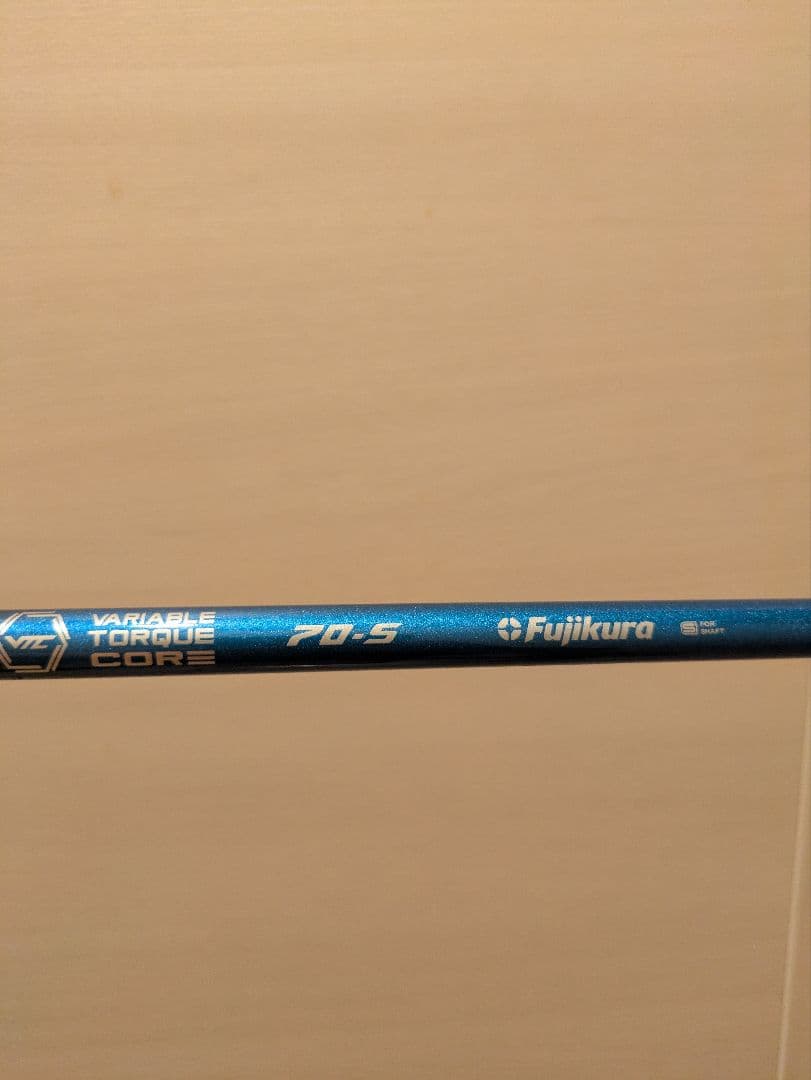 VTC
VARIABLE
TORQUE
CORE
70-S
Fujikura
FOR
SHAFT